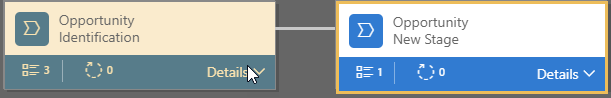 Opportunity
Identification
3
0
Details
Opportunity
New Stage
1
0
Details